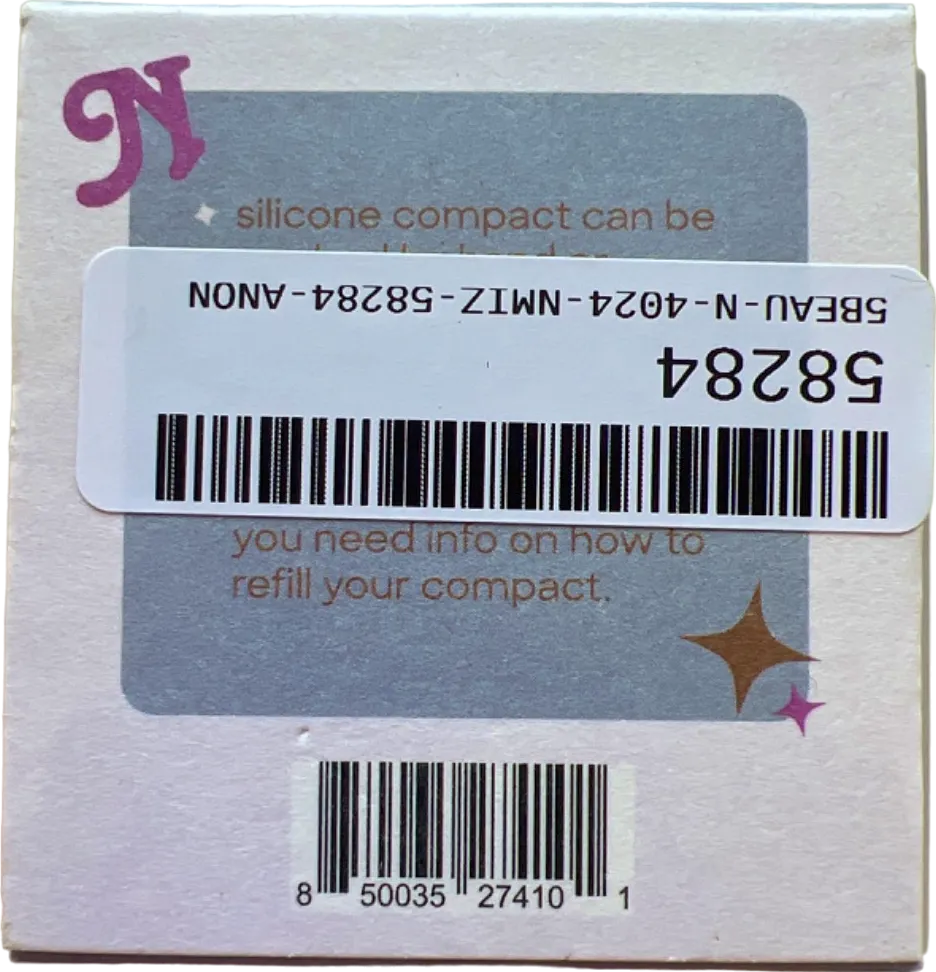 N
silicone compact can be
5BEAU-N-4024-NMIZ-58284-ANON
58284
you need info on how to
refill your compact.
8 50035 27410 1